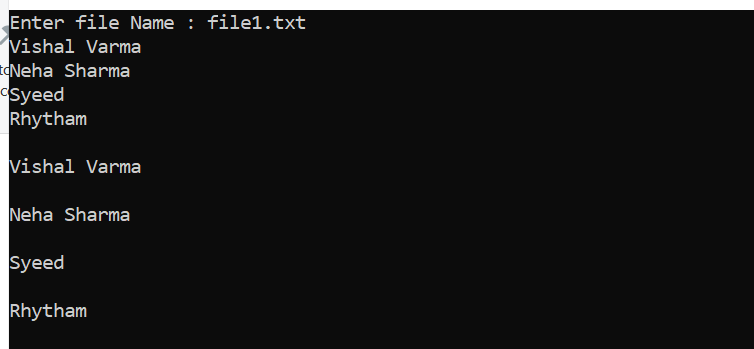 Enter file Name : file1.txt
Vishal Varma
Neha Sharma
Syeed
Rhytham
Vishal Varma
Neha Sharma
Syeed
Rhytham